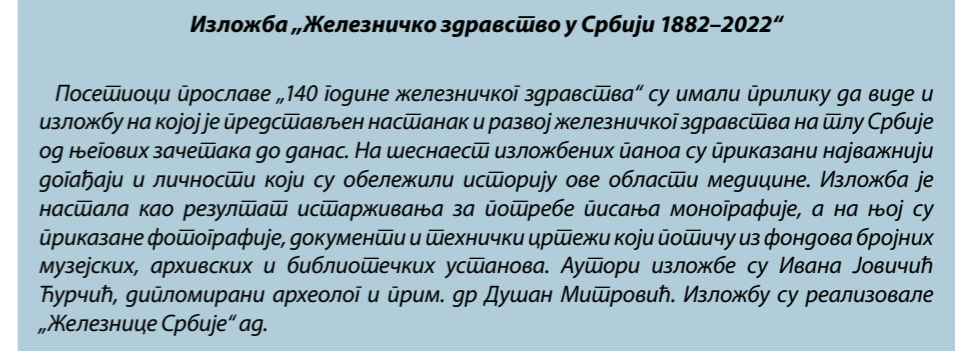 Изложба „Железничко здравство у Србији 1882–2022“
Посетиоци прославе „140 године железничког здравства“ су имали прилику да виде и
изложбу на којој је представљен настанак и развој железничког здравства на тлу Србије
од његових зачетака до данас. На шеснаест изложбених паноа су приказани најважнији
догађаји и личности који су обележили историју ове области медицине. Изложба је
настала као резултат истарживања за потребе писања монографије, а на њој су
приказане фотографије, документи и технички цртежи који потичу из фондова бројних
музејских, архивских и библиотечких установа. Аутори изложбе су Ивана Јовичић
Ћурчић, дипломирани археолог и прим. др Душан Митровић. Изложбу су реализовале
„Железнице Србије“ ад.